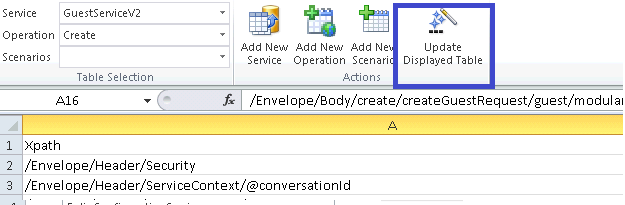 Service GuestServiceV2
Operation Create
Scenarios
Table Selection
Add New Service
Add New Operation
Add New Scenario
Update Displayed Table
Actions
A16 fx /Envelope/Body/create/createGuestRequest/guest/modular
A
1 Xpath
2 /Envelope/Header/Security
3 /Envelope/Header/ServiceContext/@conversationId
4